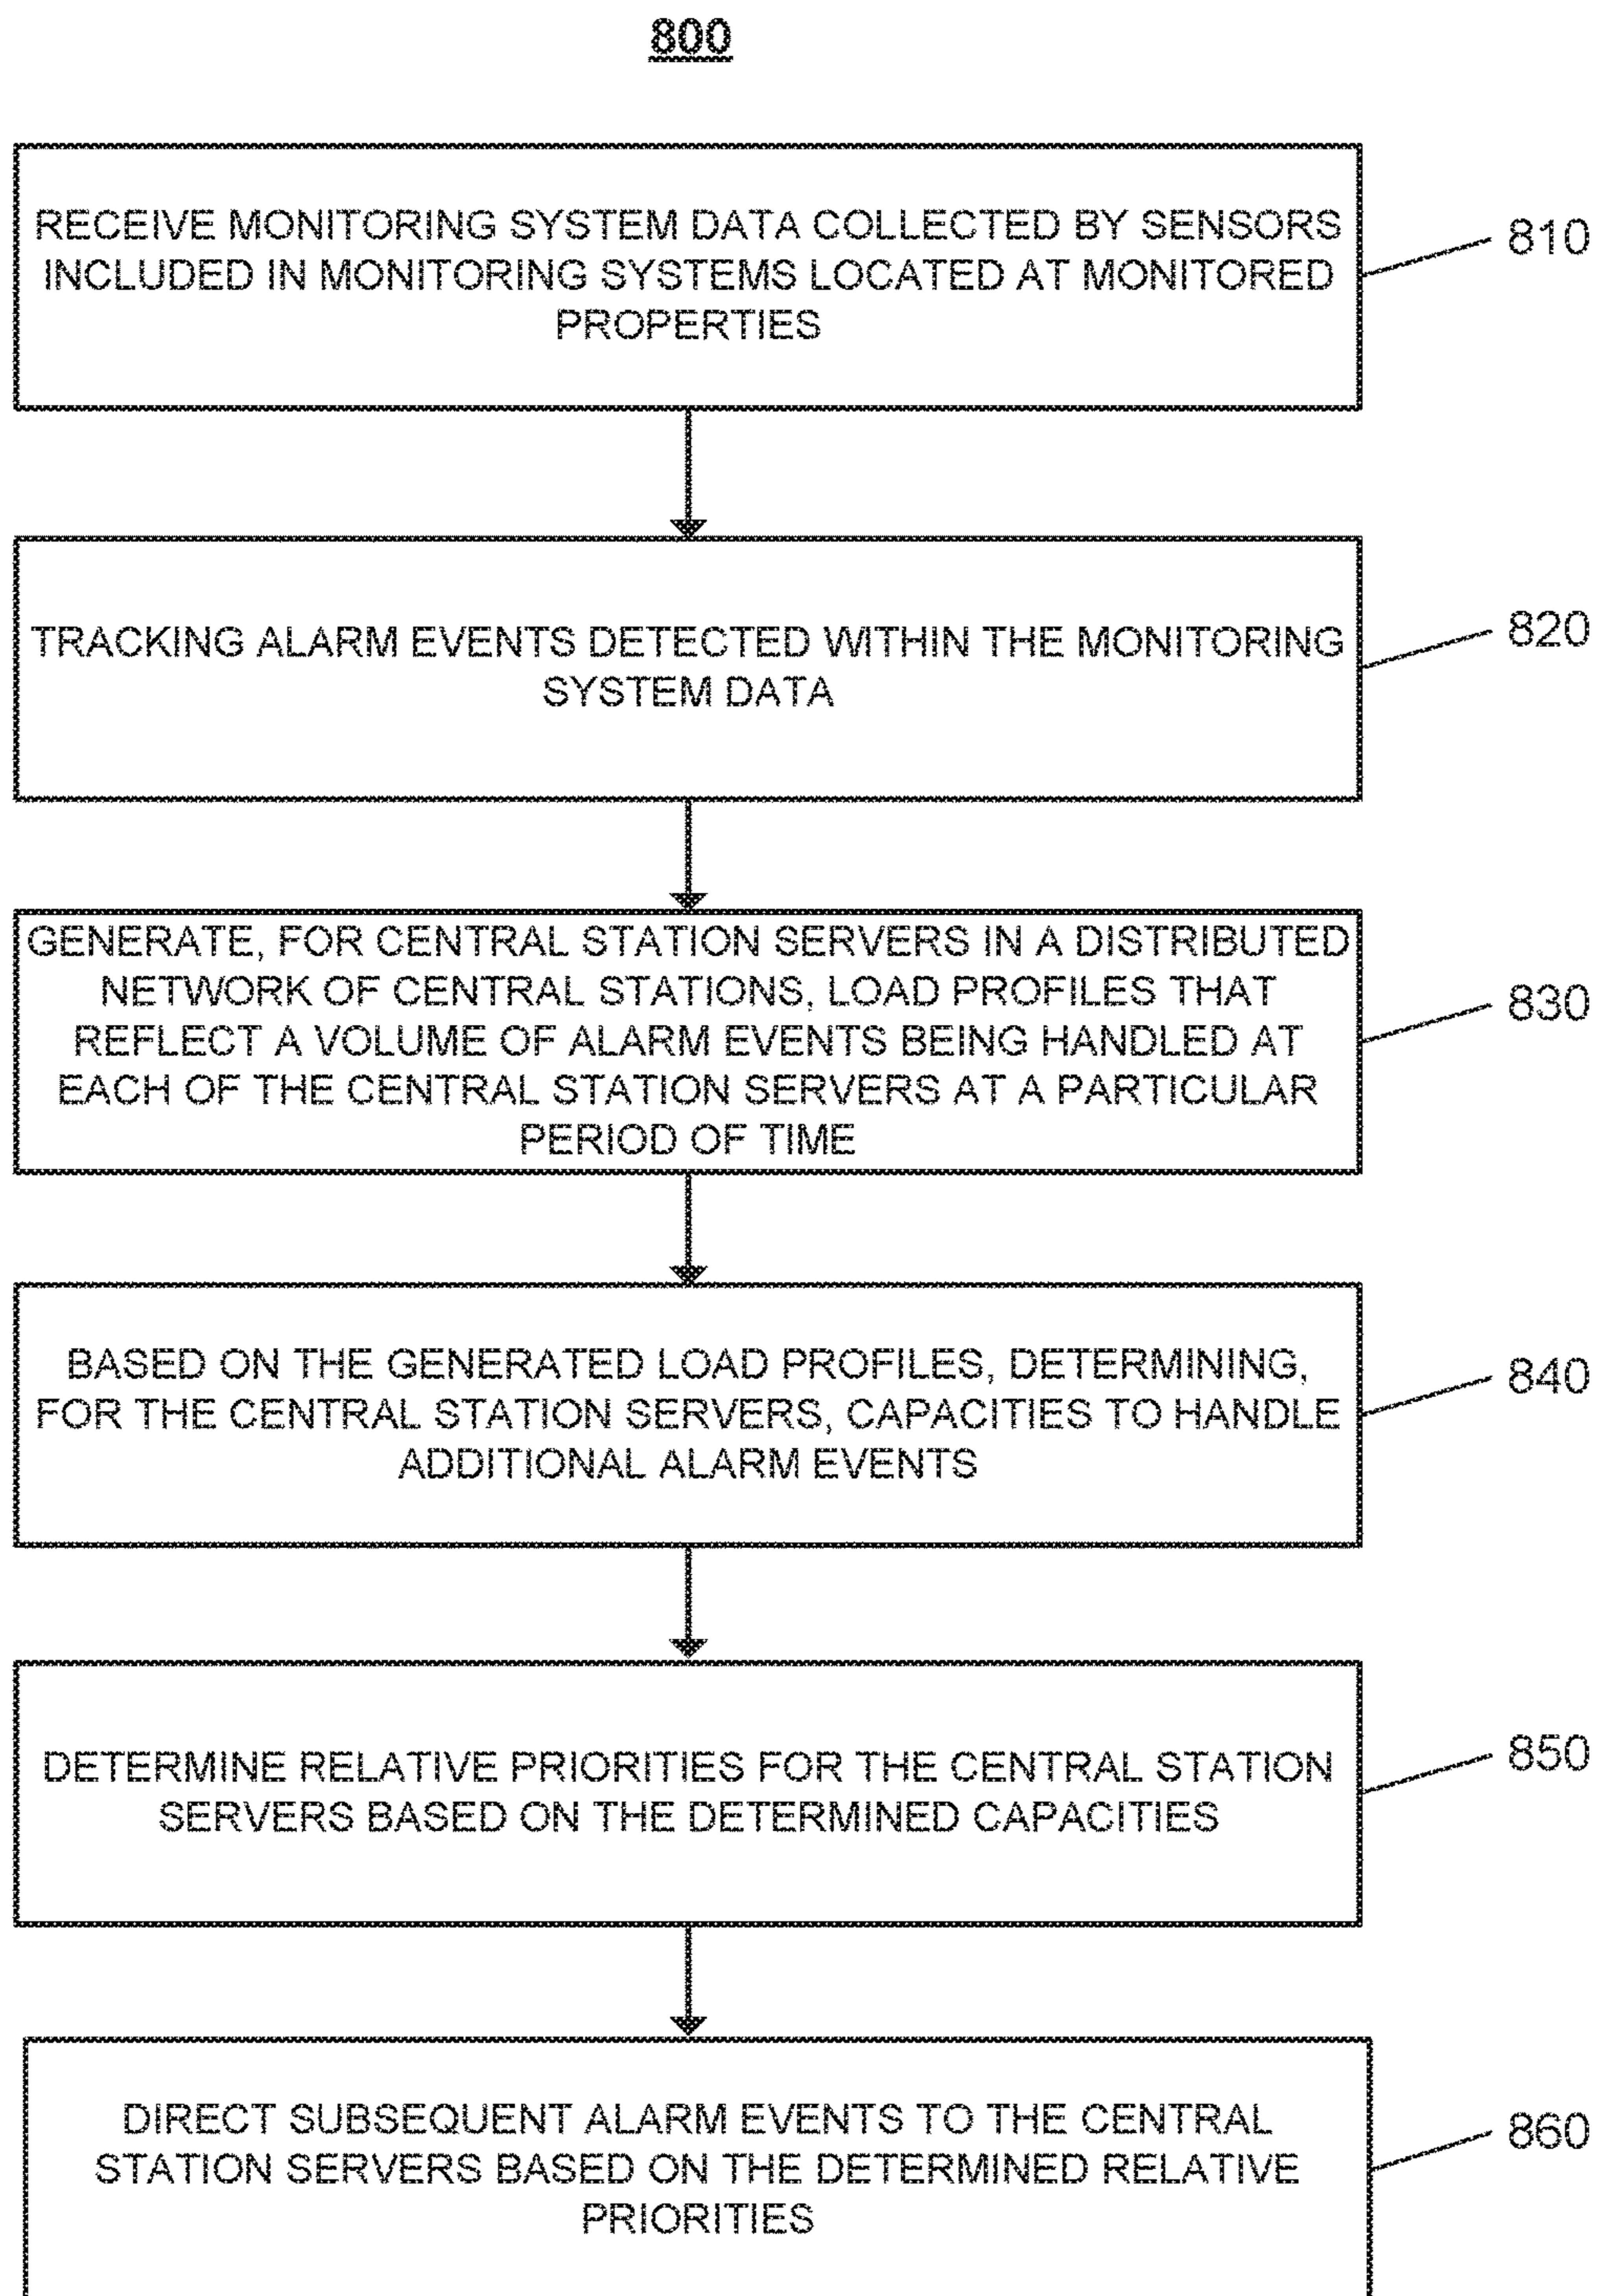 800
RECEIVE MONITORING SYSTEM DATA COLLECTED BY SENSORS
INCLUDED IN MONITORING SYSTEMS LOCATED AT MONITORED
PROPERTIES
810
TRACKING ALARM EVENTS DETECTED WITHIN THE MONITORING
SYSTEM DATA
820
GENERATE, FOR CENTRAL STATION SERVERS IN A DISTRIBUTED
NETWORK OF CENTRAL STATIONS, LOAD PROFILES THAT
REFLECT A VOLUME OF ALARM EVENTS BEING HANDLED AT
EACH OF THE CENTRAL STATION SERVERS AT A PARTICULAR
PERIOD OF TIME
830
BASED ON THE GENERATED LOAD PROFILES, DETERMINING,
FOR THE CENTRAL STATION SERVERS, CAPACITIES TO HANDLE
ADDITIONAL ALARM EVENTS
840
DETERMINE RELATIVE PRIORITIES FOR THE CENTRAL STATION
SERVERS BASED ON THE DETERMINED CAPACITIES
850
DIRECT SUBSEQUENT ALARM EVENTS TO THE CENTRAL
STATION SERVERS BASED ON THE DETERMINED RELATIVE
PRIORITIES
860